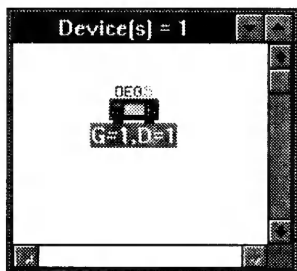 Device(s) = 1
G=1,D=1